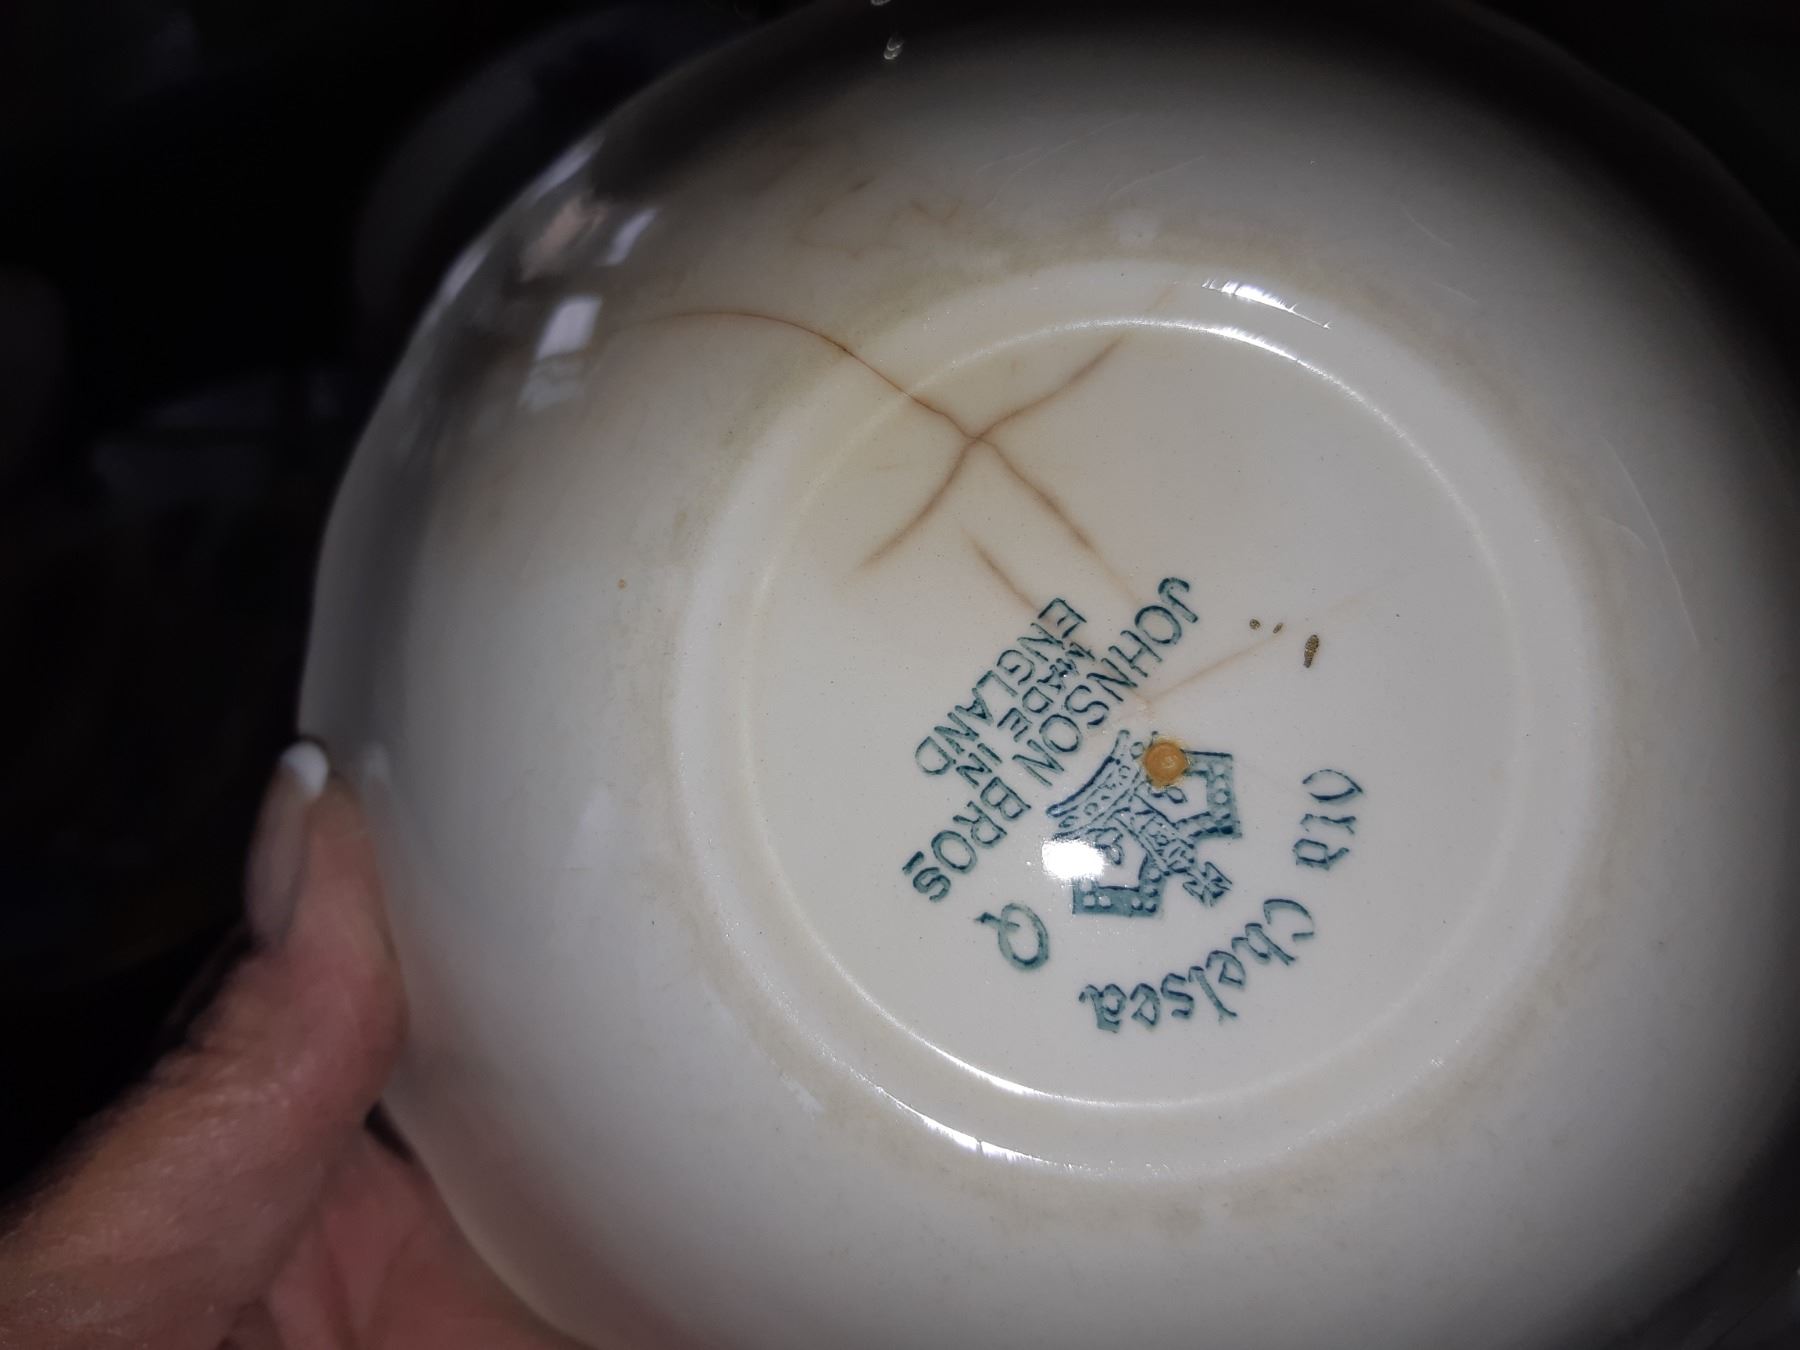 Old Chelsea
Q
JOHNSON BROS
MADE IN
ENGLAND